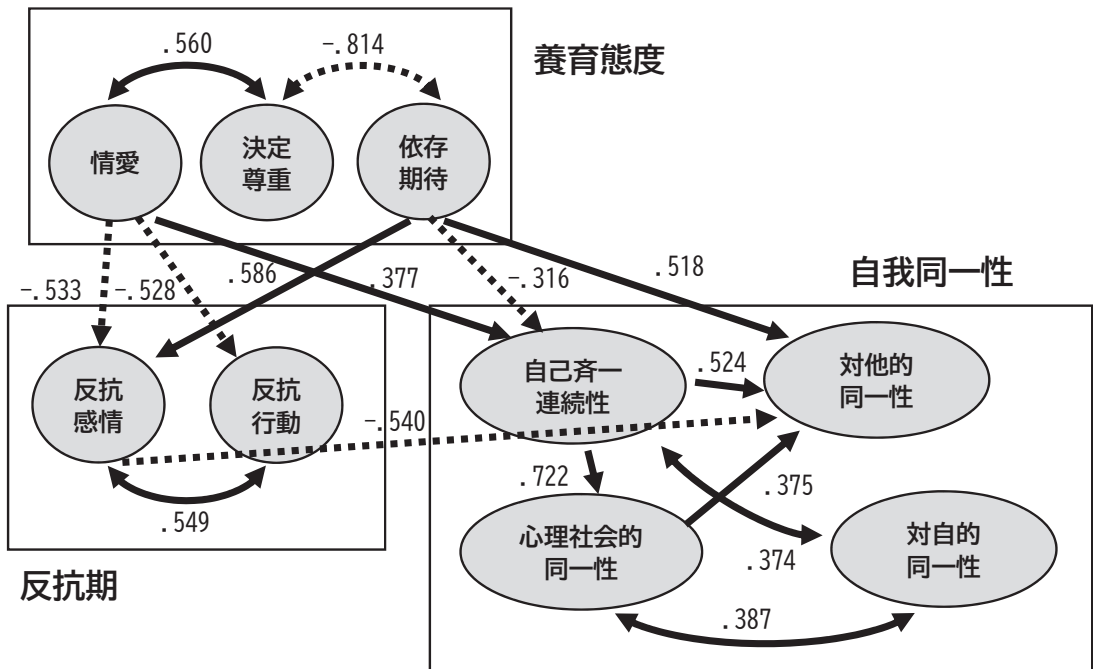 .560
-.814
養育態度
情愛
決定
尊重
依存
期待
-.533
-.528
.586
.377
-.316
.518
自我同一性
反抗
感情
反抗
行動
自己斉一
連続性
.524
対他的
同一性
-.540
.549
.722
.375
心理社会的
同一性
.374
対自的
同一性
.387
反抗期